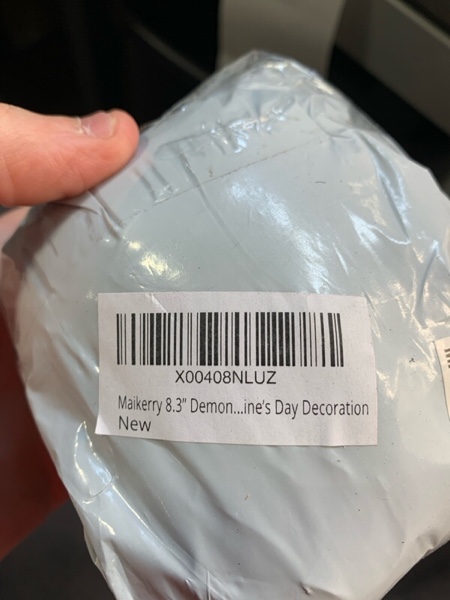 X00408NLUZ
Maikerry 8.3" Demon...ine's Day Decoration
New